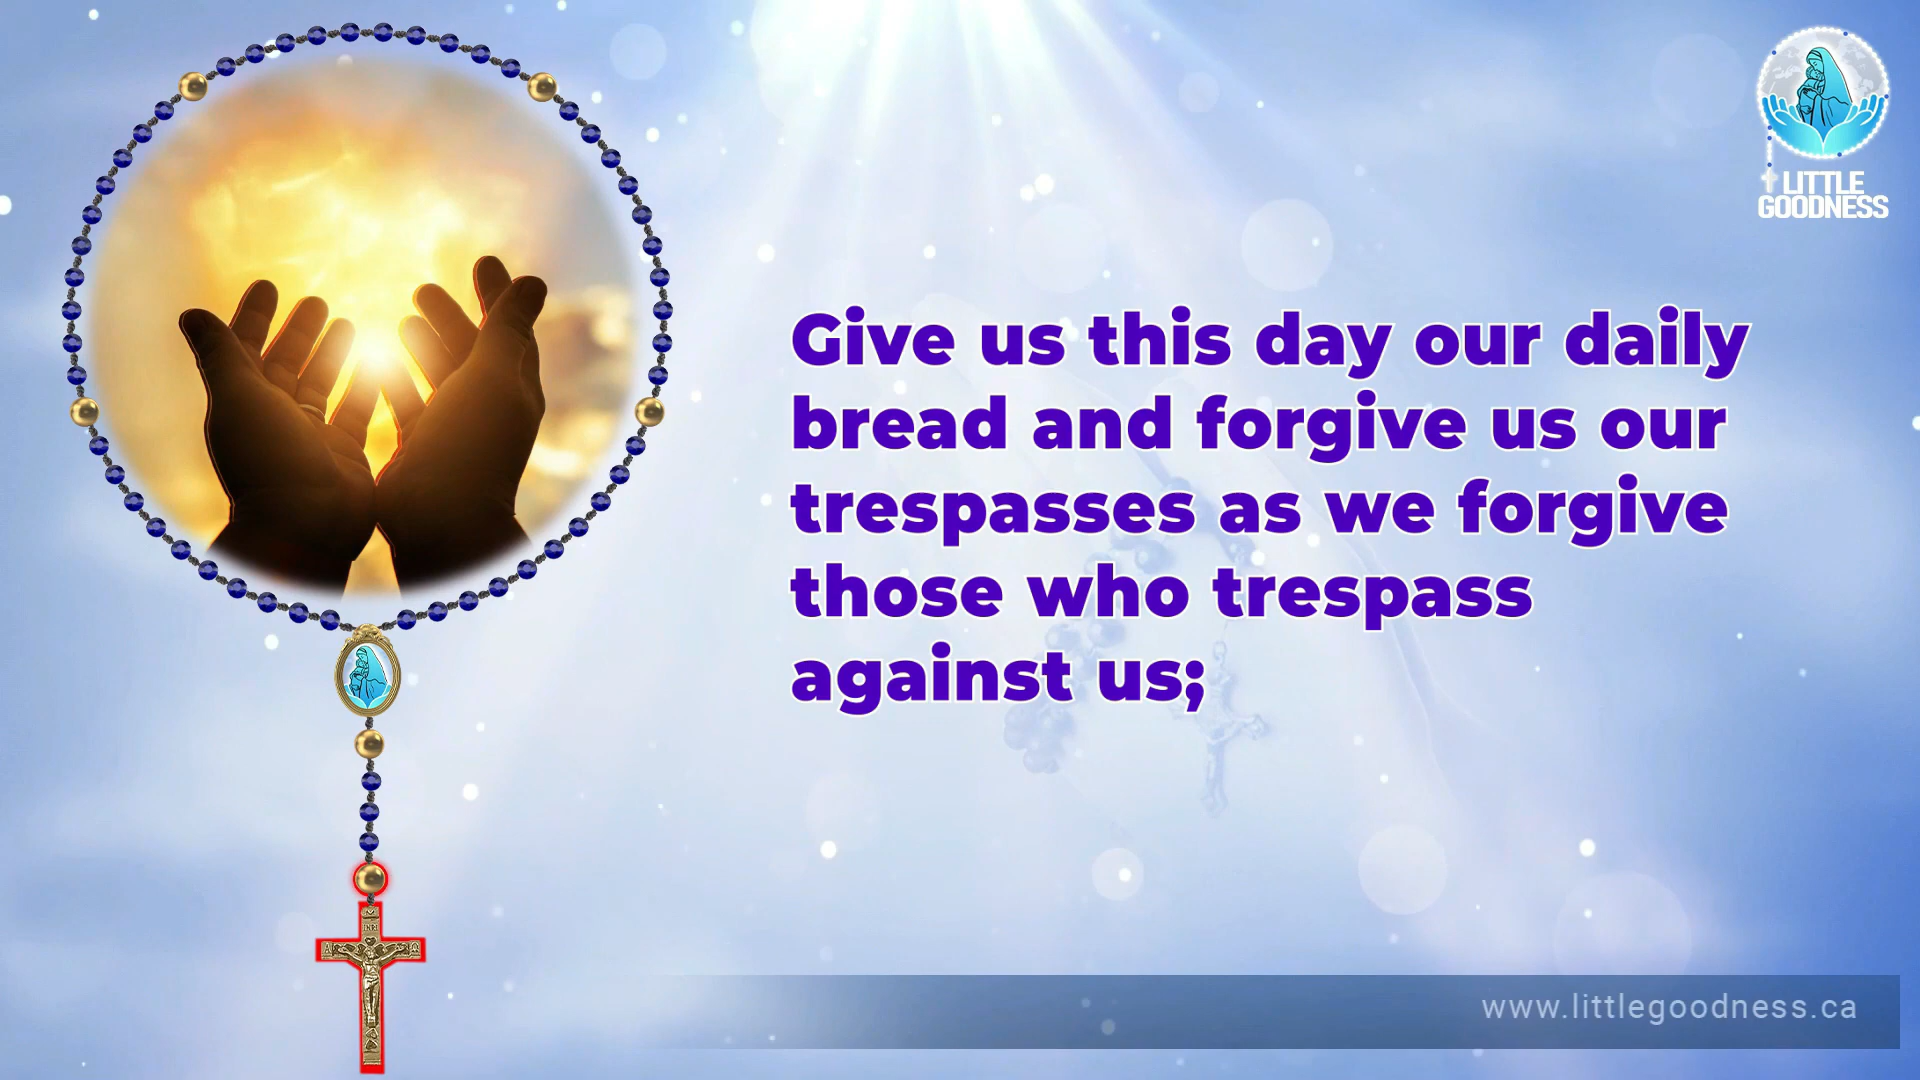 LITTLE
GOODNESS
Give us this day our daily
bread and forgive us our
trespasses as we forgive
those who trespass
against us;
INRI
www.littlegoodness.ca